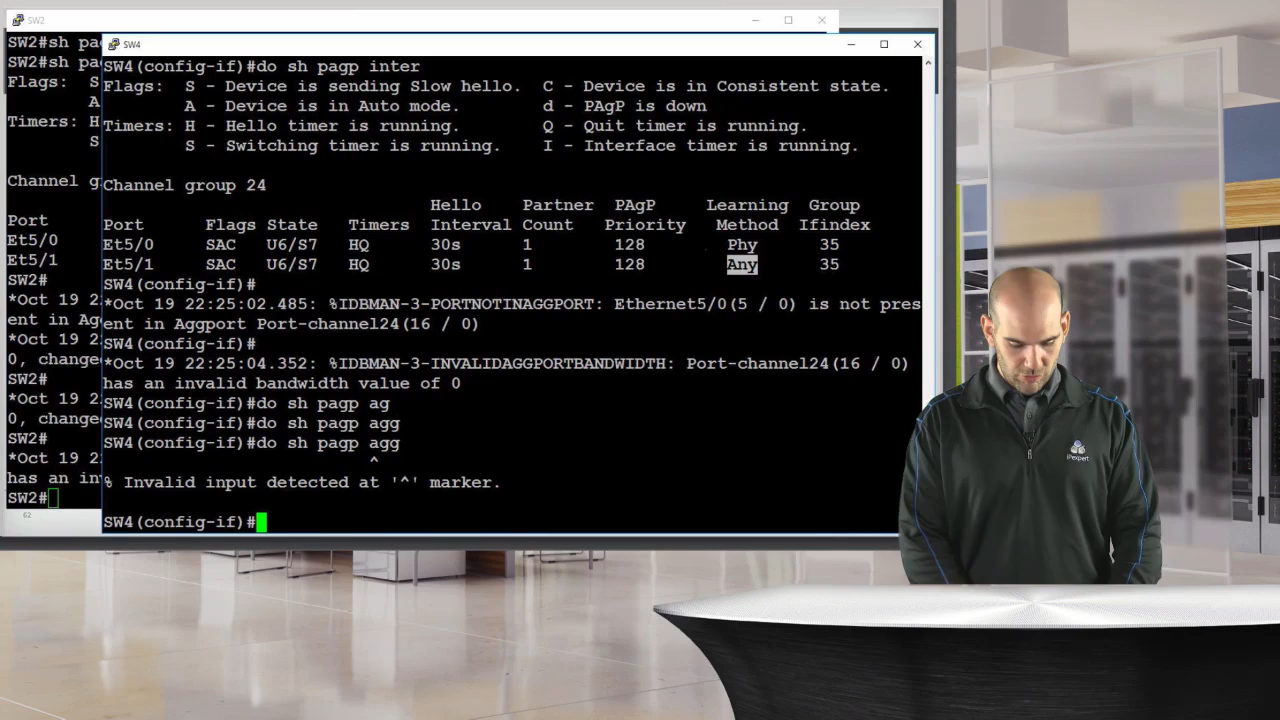 SW2
SW2#sh pa
SW2#sh pa
Flags: S
A
Timers: H
S
Channel g
Port
Et5/0
Et5/1
SW2#
*Oct 19 2
ent in Ag
*Oct 19 2
0, change
SW2#
*Oct 19 2
0, change
SW2#
*Oct 19 2
has an in
SW2#
62
SW4
SW4(config-if)#do sh pagp inter
Flags: S - Device is sending Slow hello. C - Device is in Consistent state.
A - Device is in Auto mode. d - PAgP is down
Timers: H - Hello timer is running. Q - Quit timer is running.
S - Switching timer is running. I - Interface timer is running.
Channel group 24
Hello Partner PAgP Learning Group
Port Flags State Timers Interval Count Priority Method Ifindex
Et5/0 SAC U6/S7 HQ 30s 1 128 Phy 35
Et5/1 SAC U6/S7 HQ 30s 1 128 Any 35
SW4(config-if)#
*Oct 19 22:25:02.485: %IDBMAN-3-PORTNOTINAGGPORT: Ethernet5/0(5 / 0) is not pres
ent in Aggport Port-channel24(16 / 0)
SW4(config-if)#
*Oct 19 22:25:04.352: %IDBMAN-3-INVALIDAGGPORTBANDWIDTH: Port-channel24(16 / 0)
has an invalid bandwidth value of 0
SW4(config-if)#do sh pagp ag
SW4(config-if)#do sh pagp agg
SW4(config-if)#do sh pagp agg
^
% Invalid input detected at '^' marker.
SW4(config-if)#
ipexpert